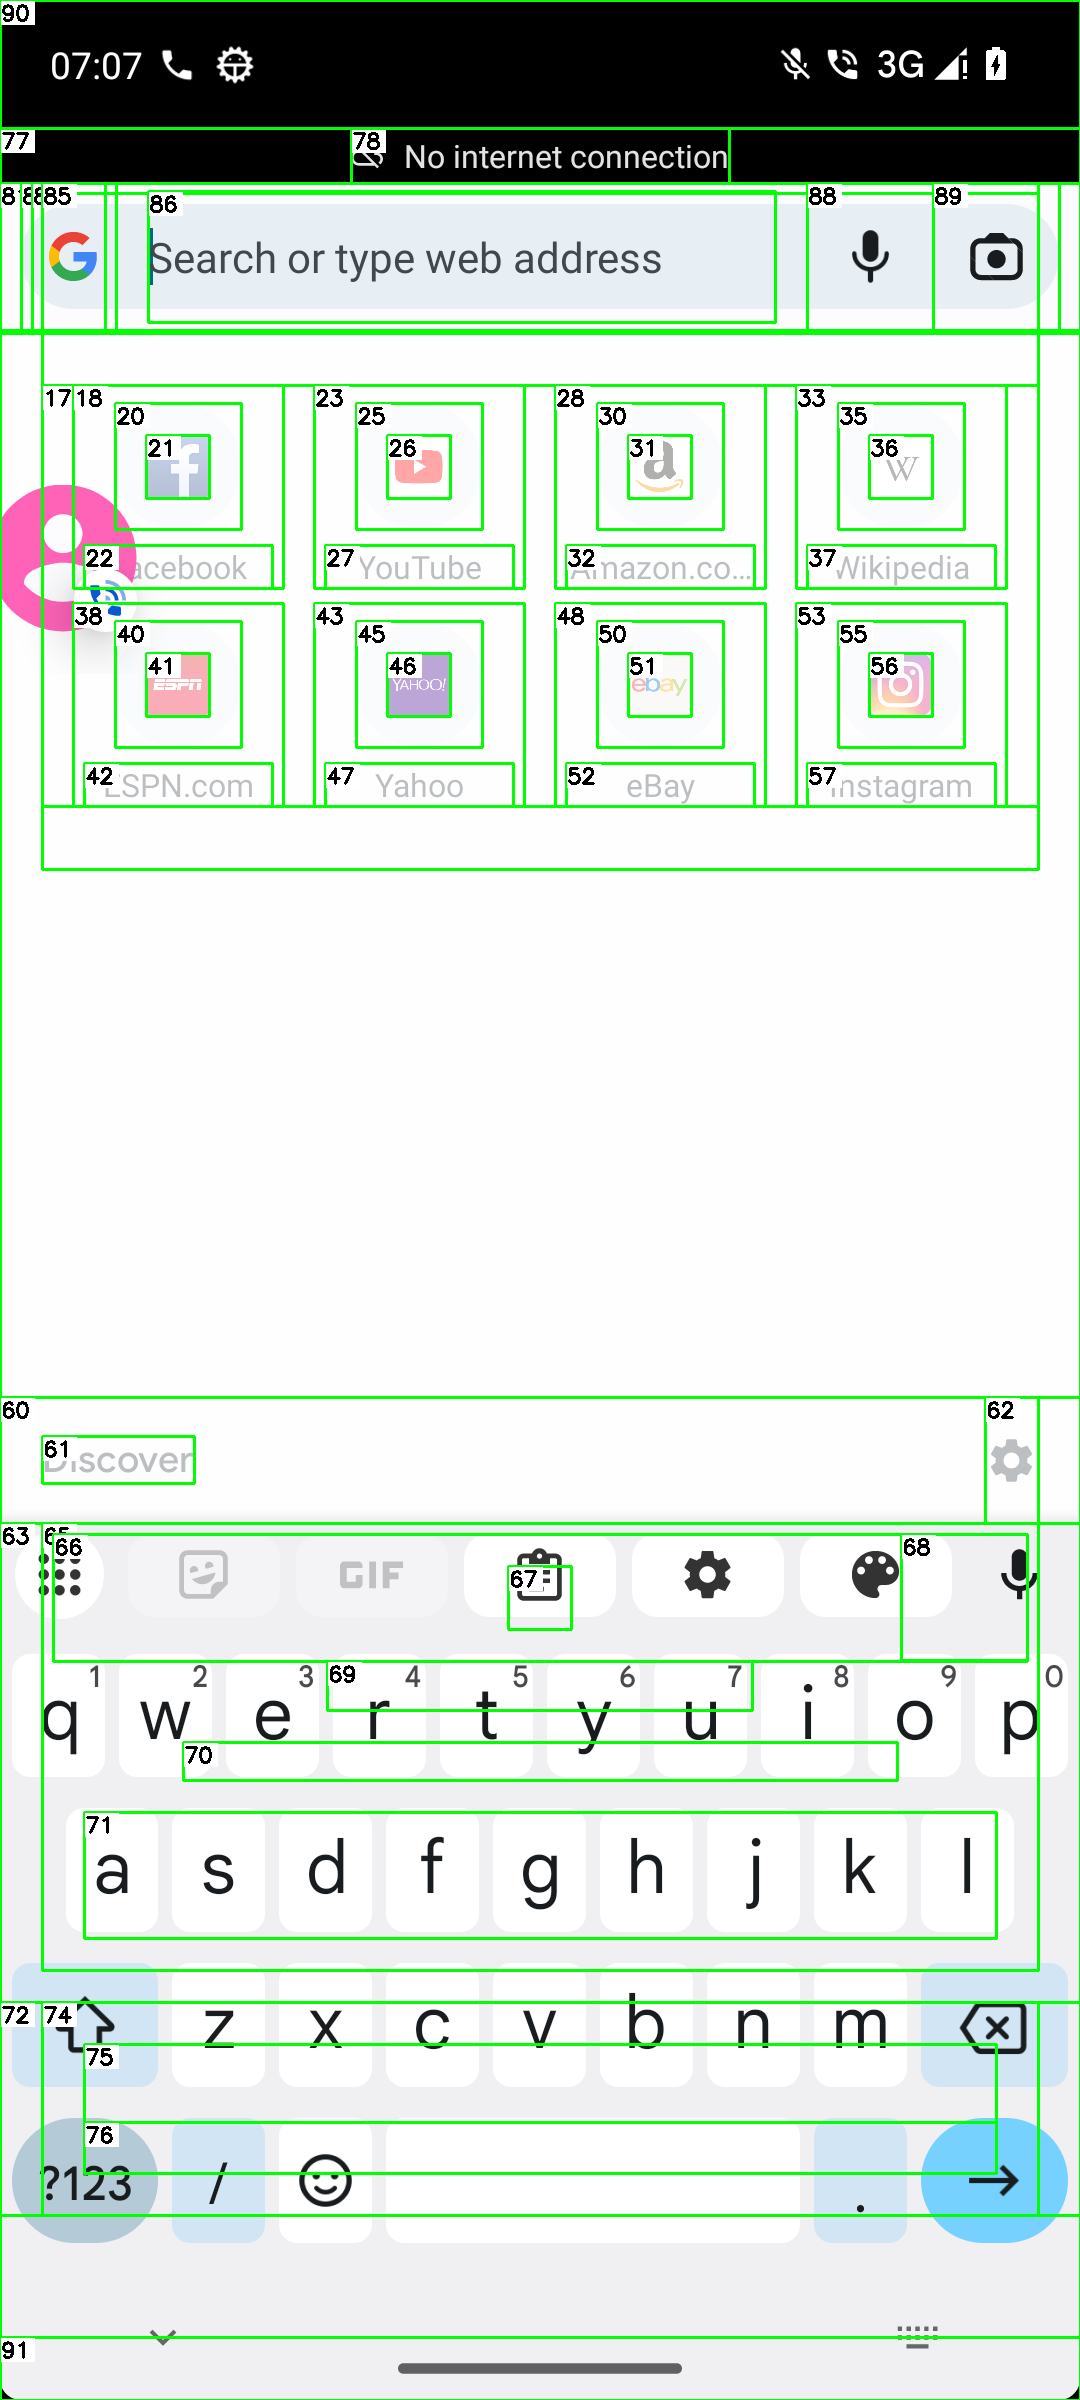 90
07:07 3G
77 78 No internet connection
85 86 Search or type web address 88 89
17 18 23 28 33
20 25 30 35
21 26 31 36
22 acebook 27 YouTube 32 Amazon.co... 37 Wikipedia
38 43 48 53
40 45 50 55
41 ESPN 46 YAHOO! 51 ebay 56
42 ESPN.com 47 Yahoo 52 eBay 57 Instagram
60 62
61 Discover
63 65
66 GIF 68
67
69
1 2 3 4 5 6 7 8 9 0
q w e r t y u i o p
70
71
a s d f g h j k l
72 74
z x c v b n m
75
76
?123 / .
91